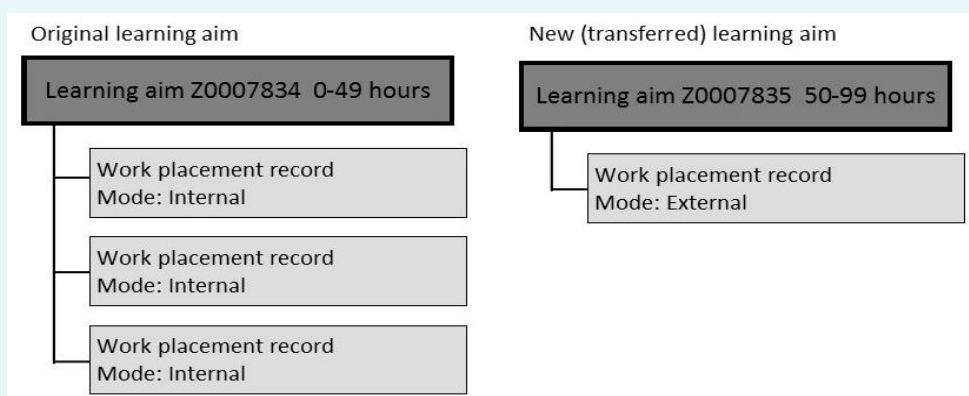 Original learning aim
Learning aim Z0007834 0-49 hours
Work placement record
Mode: Internal
Work placement record
Mode: Internal
Work placement record
Mode: Internal
New (transferred) learning aim
Learning aim Z0007835 50-99 hours
Work placement record
Mode: External